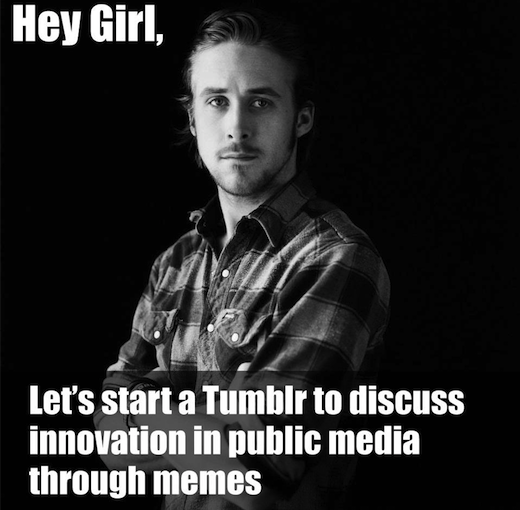 Hey Girl,
Let's start a Tumblr to discuss
innovation in public media
through memes